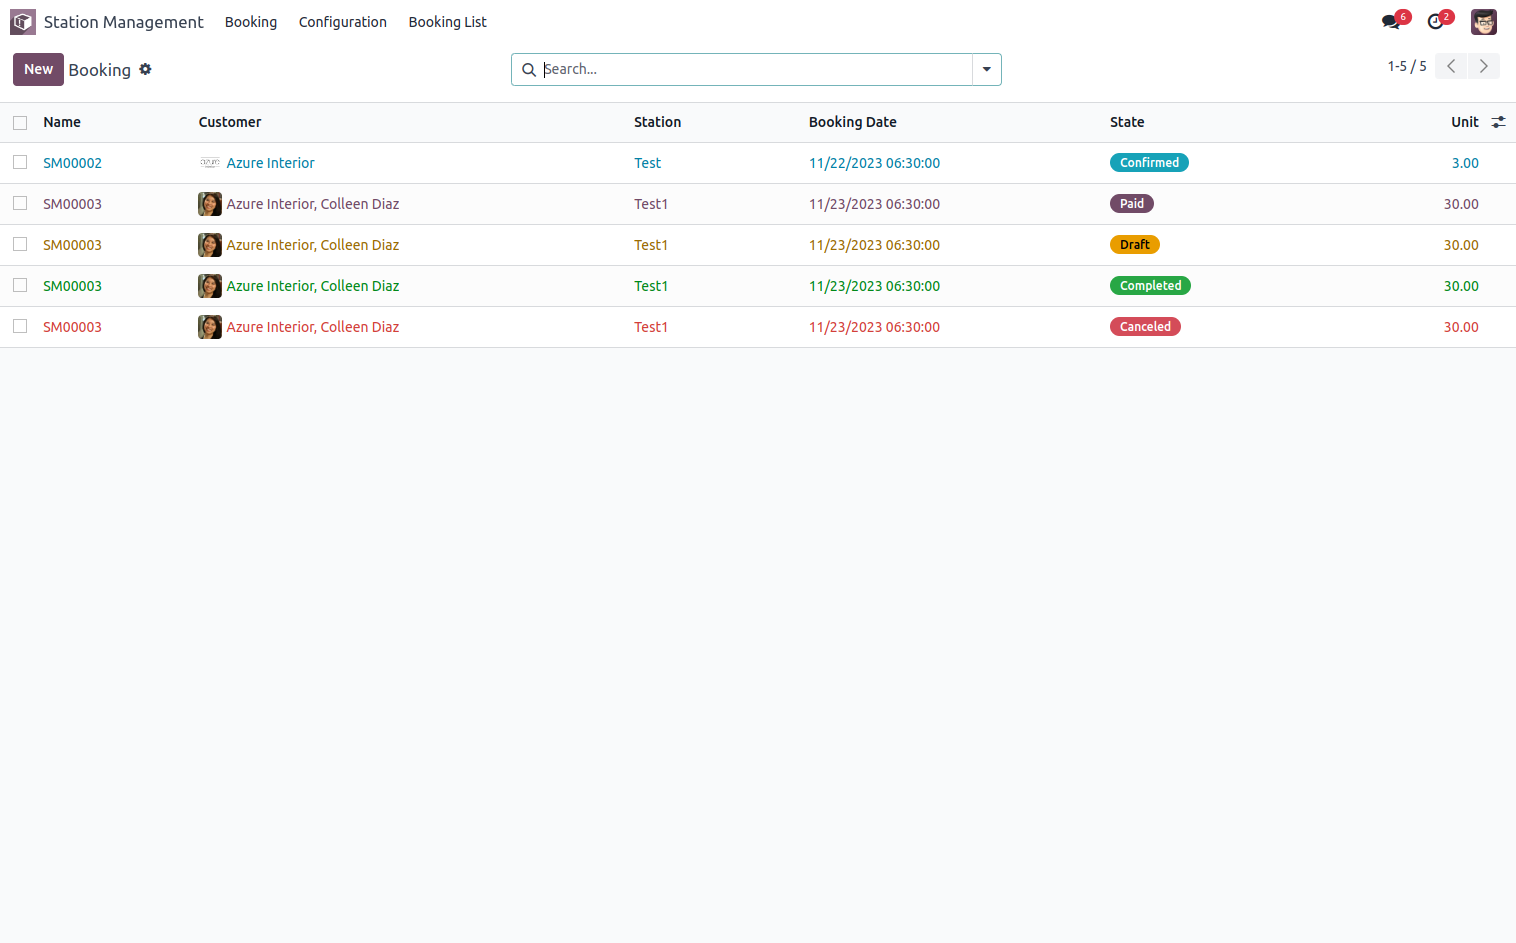 Station Management Booking Configuration Booking List 6 2
New Booking Search... 1-5 / 5
Name Customer Station Booking Date State Unit
SM00002 Azure Interior Test 11/22/2023 06:30:00 Confirmed 3.00
SM00003 Azure Interior, Colleen Diaz Test1 11/23/2023 06:30:00 Paid 30.00
SM00003 Azure Interior, Colleen Diaz Test1 11/23/2023 06:30:00 Draft 30.00
SM00003 Azure Interior, Colleen Diaz Test1 11/23/2023 06:30:00 Completed 30.00
SM00003 Azure Interior, Colleen Diaz Test1 11/23/2023 06:30:00 Canceled 30.00